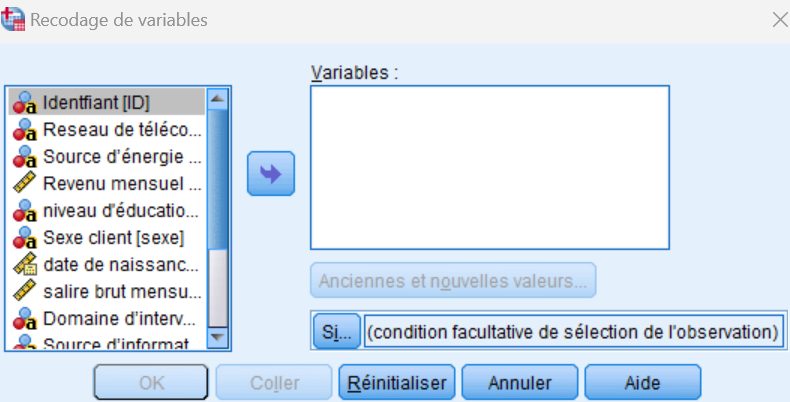 Recodage de variables
Variables :
Identfiant [ID]
Reseau de téléco...
Source d'énergie ...
Revenu mensuel ...
niveau d'éducatio...
Sexe client [sexe]
date de naissanc...
salire brut mensu...
Domaine d'interv...
Source d'informat
Anciennes et nouvelles valeurs...
Si... (condition facultative de sélection de l'observation)
OK Coller Réinitialiser Annuler Aide